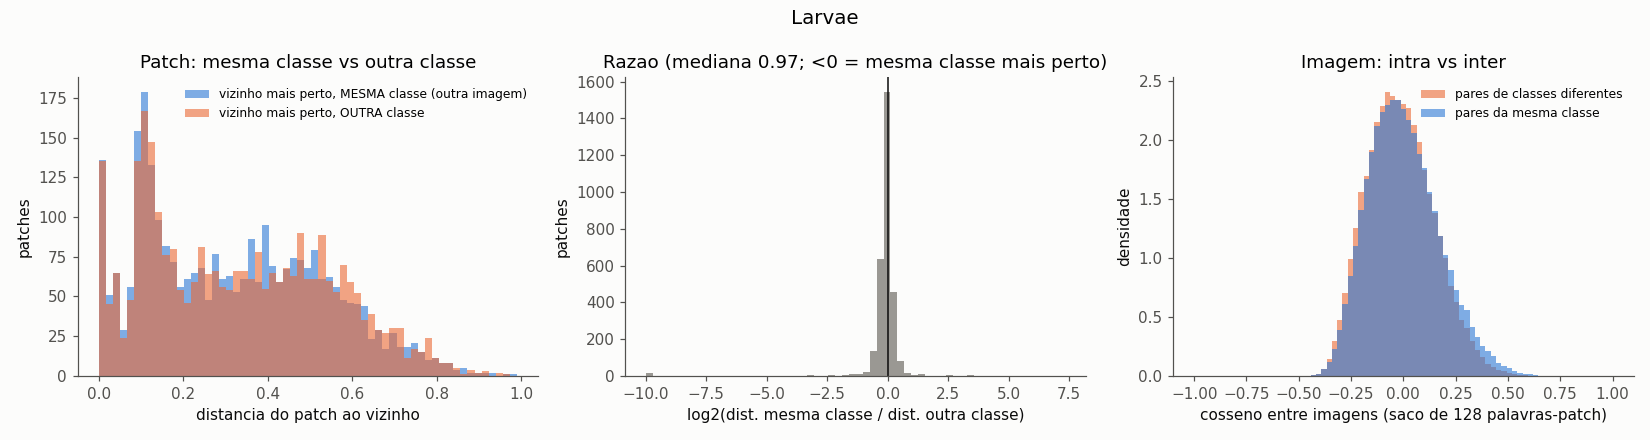 Larvae
Patch: mesma classe vs outra classe
175
150
125
100
75
50
25
0
patches
vizinho mais perto, MESMA classe (outra imagem)
vizinho mais perto, OUTRA classe
0.0 0.2 0.4 0.6 0.8 1.0
distancia do patch ao vizinho
Razao (mediana 0.97; <0 = mesma classe mais perto)
1600
1400
1200
1000
800
600
400
200
0
patches
−10.0 −7.5 −5.0 −2.5 0.0 2.5 5.0 7.5
log2(dist. mesma classe / dist. outra classe)
Imagem: intra vs inter
2.5
2.0
1.5
1.0
0.5
0.0
densidade
pares de classes diferentes
pares da mesma classe
−1.00 −0.75 −0.50 −0.25 0.00 0.25 0.50 0.75 1.00
cosseno entre imagens (saco de 128 palavras-patch)